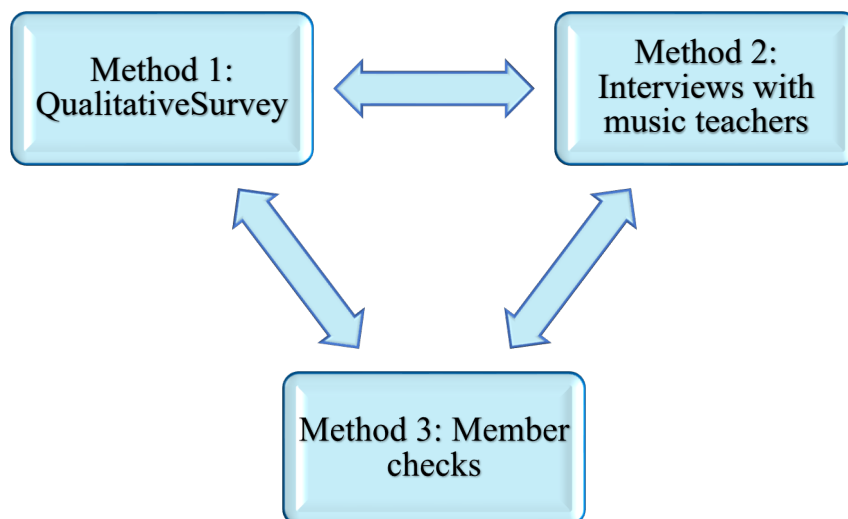 Method 1:
QualitativeSurvey
Method 2:
Interviews with
music teachers
Method 3: Member
checks